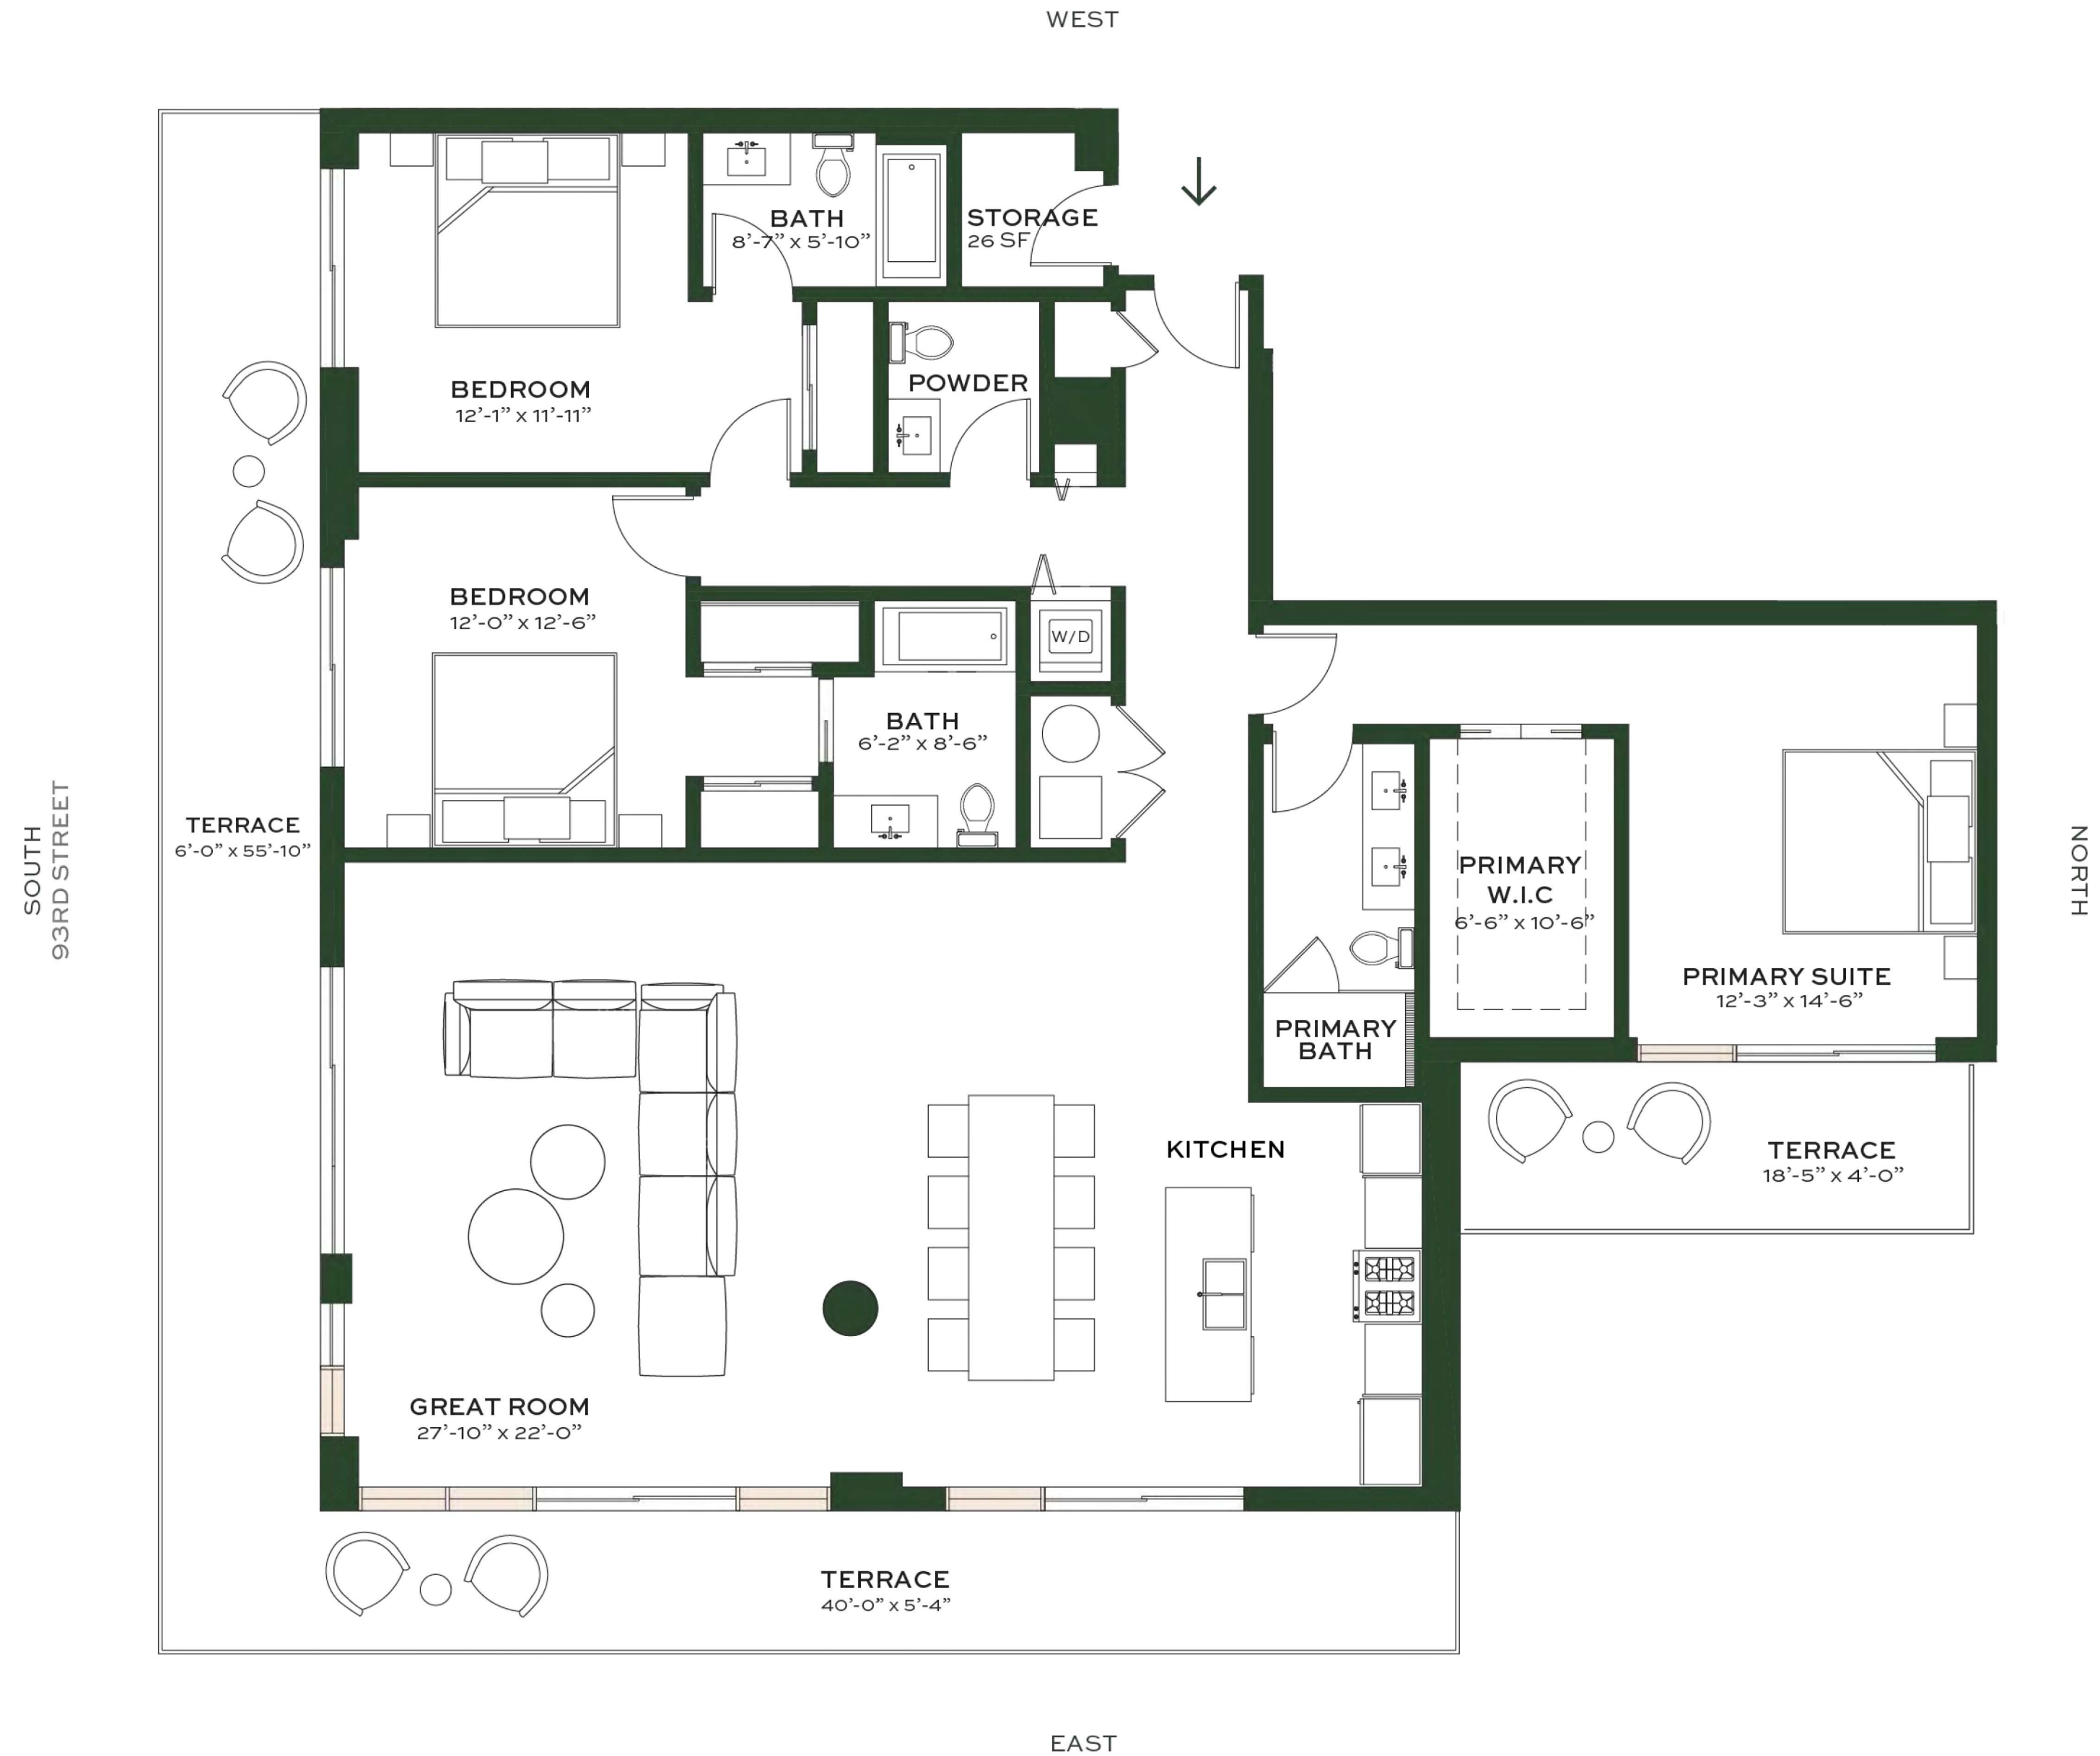 WEST
BATH
8'-7” x 5'-10”
STORAGE
26 SF
POWDER
BEDROOM
12'-1” x 11'-11”
BEDROOM
12'-0” x 12'-6”
W/D
BATH
6'-2” x 8'-6”
SOUTH
93RD STREET
TERRACE
6'-0” x 55'-10”
PRIMARY
W.I.C
6'-6” x 10'-6”
NORTH
PRIMARY SUITE
12'-3” x 14'-6”
PRIMARY
BATH
KITCHEN
TERRACE
18'-5” x 4'-0”
GREAT ROOM
27'-10” x 22'-0”
TERRACE
40'-0” x 5'-4”
EAST